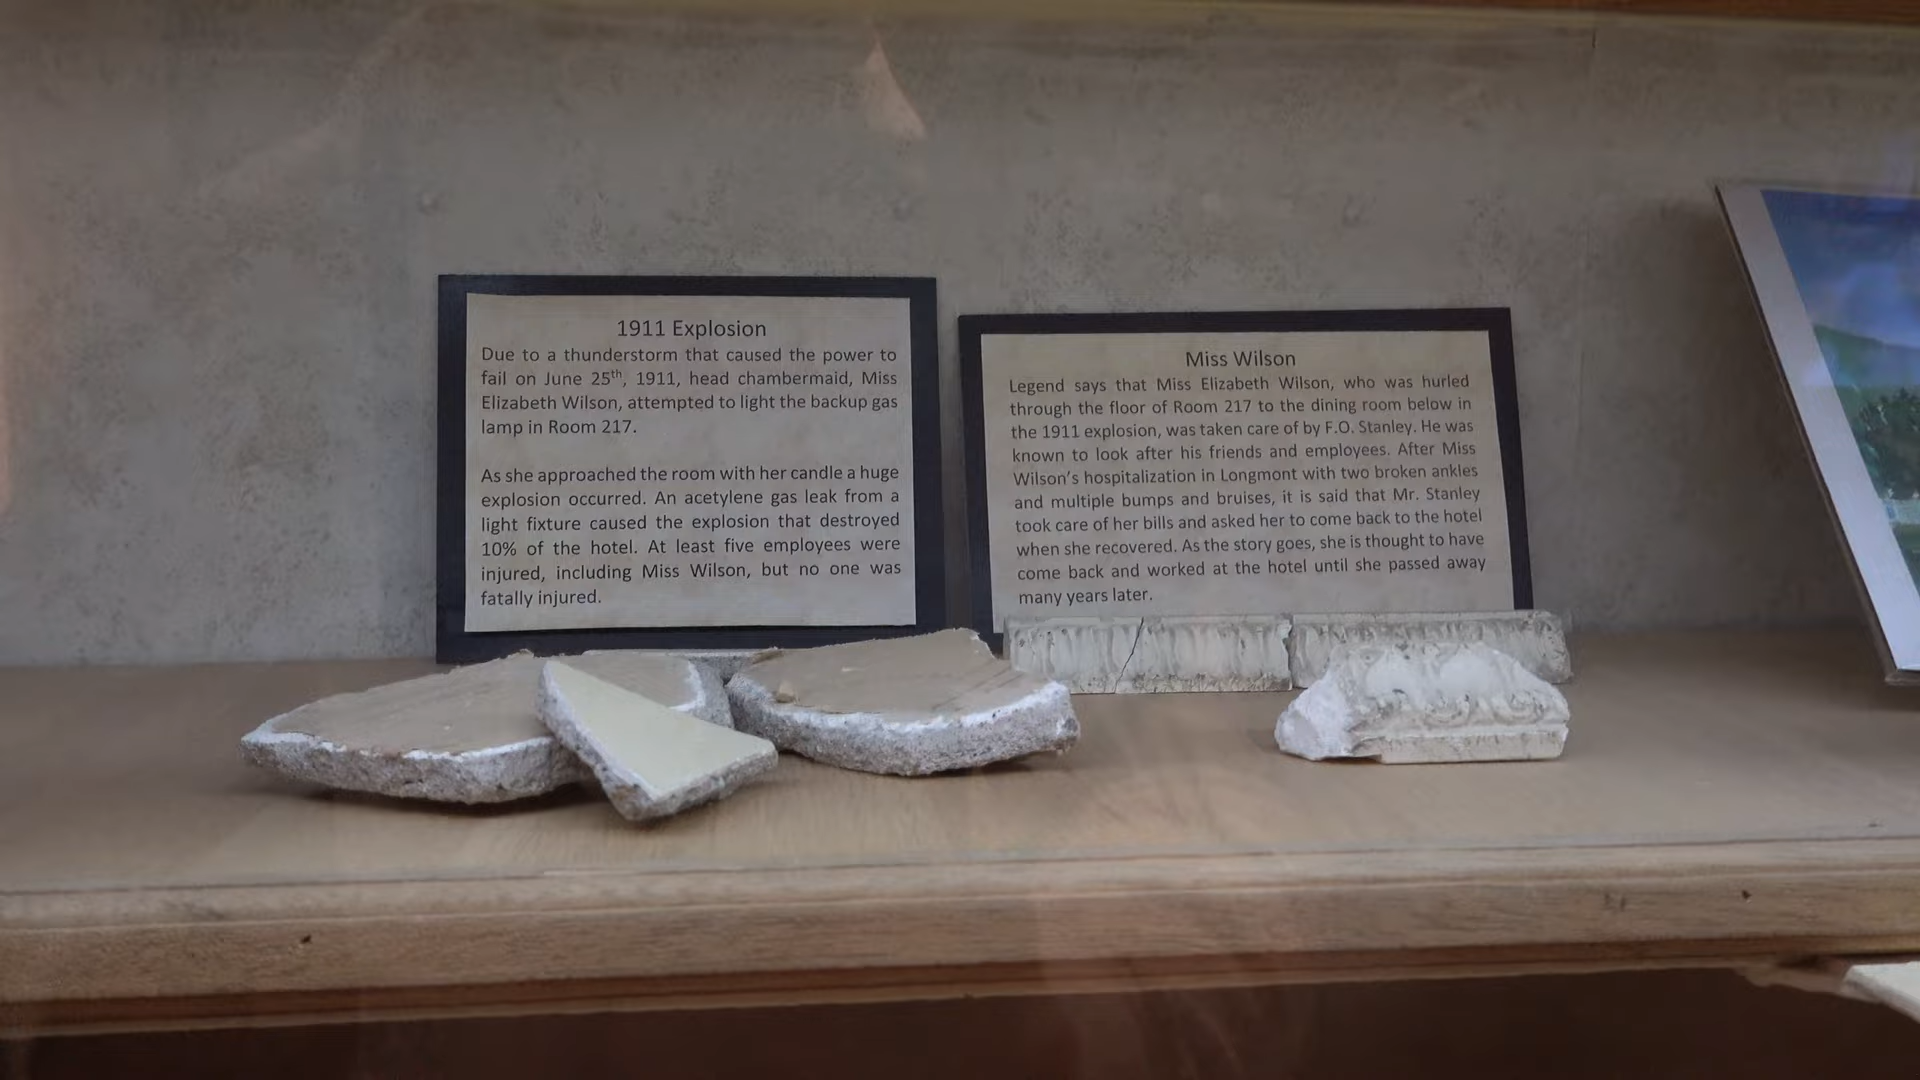 1911 Explosion
Due to a thunderstorm that caused the power to
fail on June 25th, 1911, head chambermaid, Miss
Elizabeth Wilson, attempted to light the backup gas
lamp in Room 217.
As she approached the room with her candle a huge
explosion occurred. An acetylene gas leak from a
light fixture caused the explosion that destroyed
10% of the hotel. At least five employees were
injured, including Miss Wilson, but no one was
fatally injured.
Miss Wilson
Legend says that Miss Elizabeth Wilson, who was hurled
through the floor of Room 217 to the dining room below in
the 1911 explosion, was taken care of by F.O. Stanley. He was
known to look after his friends and employees. After Miss
Wilson's hospitalization in Longmont with two broken ankles
and multiple bumps and bruises, it is said that Mr. Stanley
took care of her bills and asked her to come back to the hotel
when she recovered. As the story goes, she is thought to have
come back and worked at the hotel until she passed away
many years later.